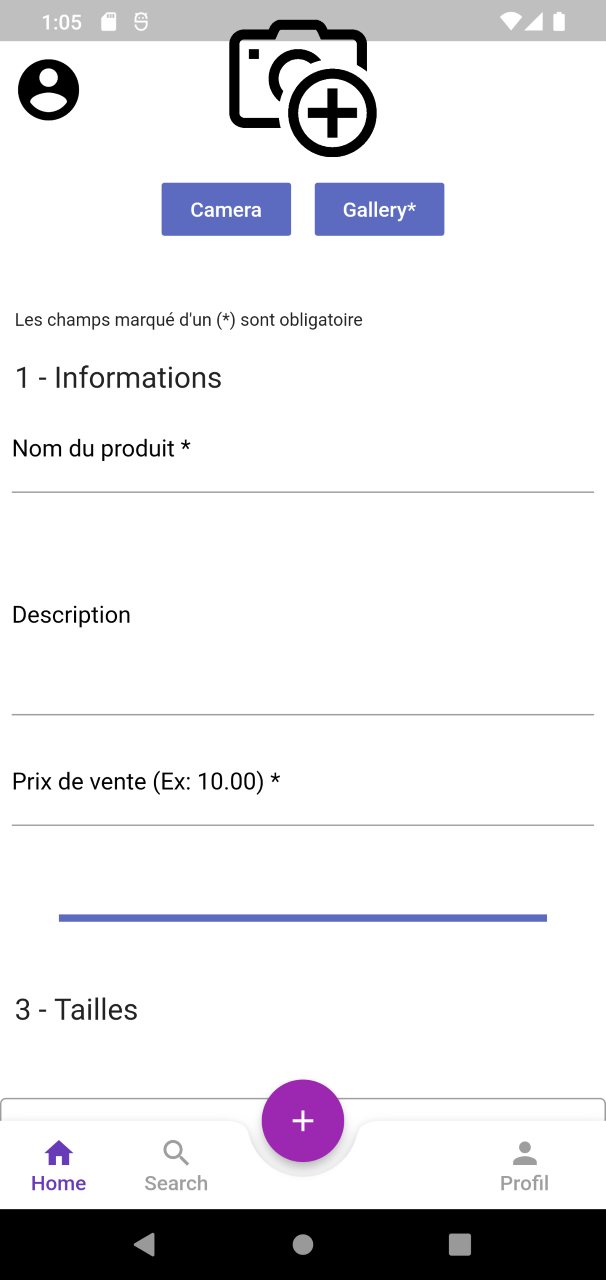 1:05
Camera
Gallery*
Les champs marqué d'un (*) sont obligatoire
1 - Informations
Nom du produit *
Description
Prix de vente (Ex: 10.00) *
3 - Tailles
Home
Search
Profil